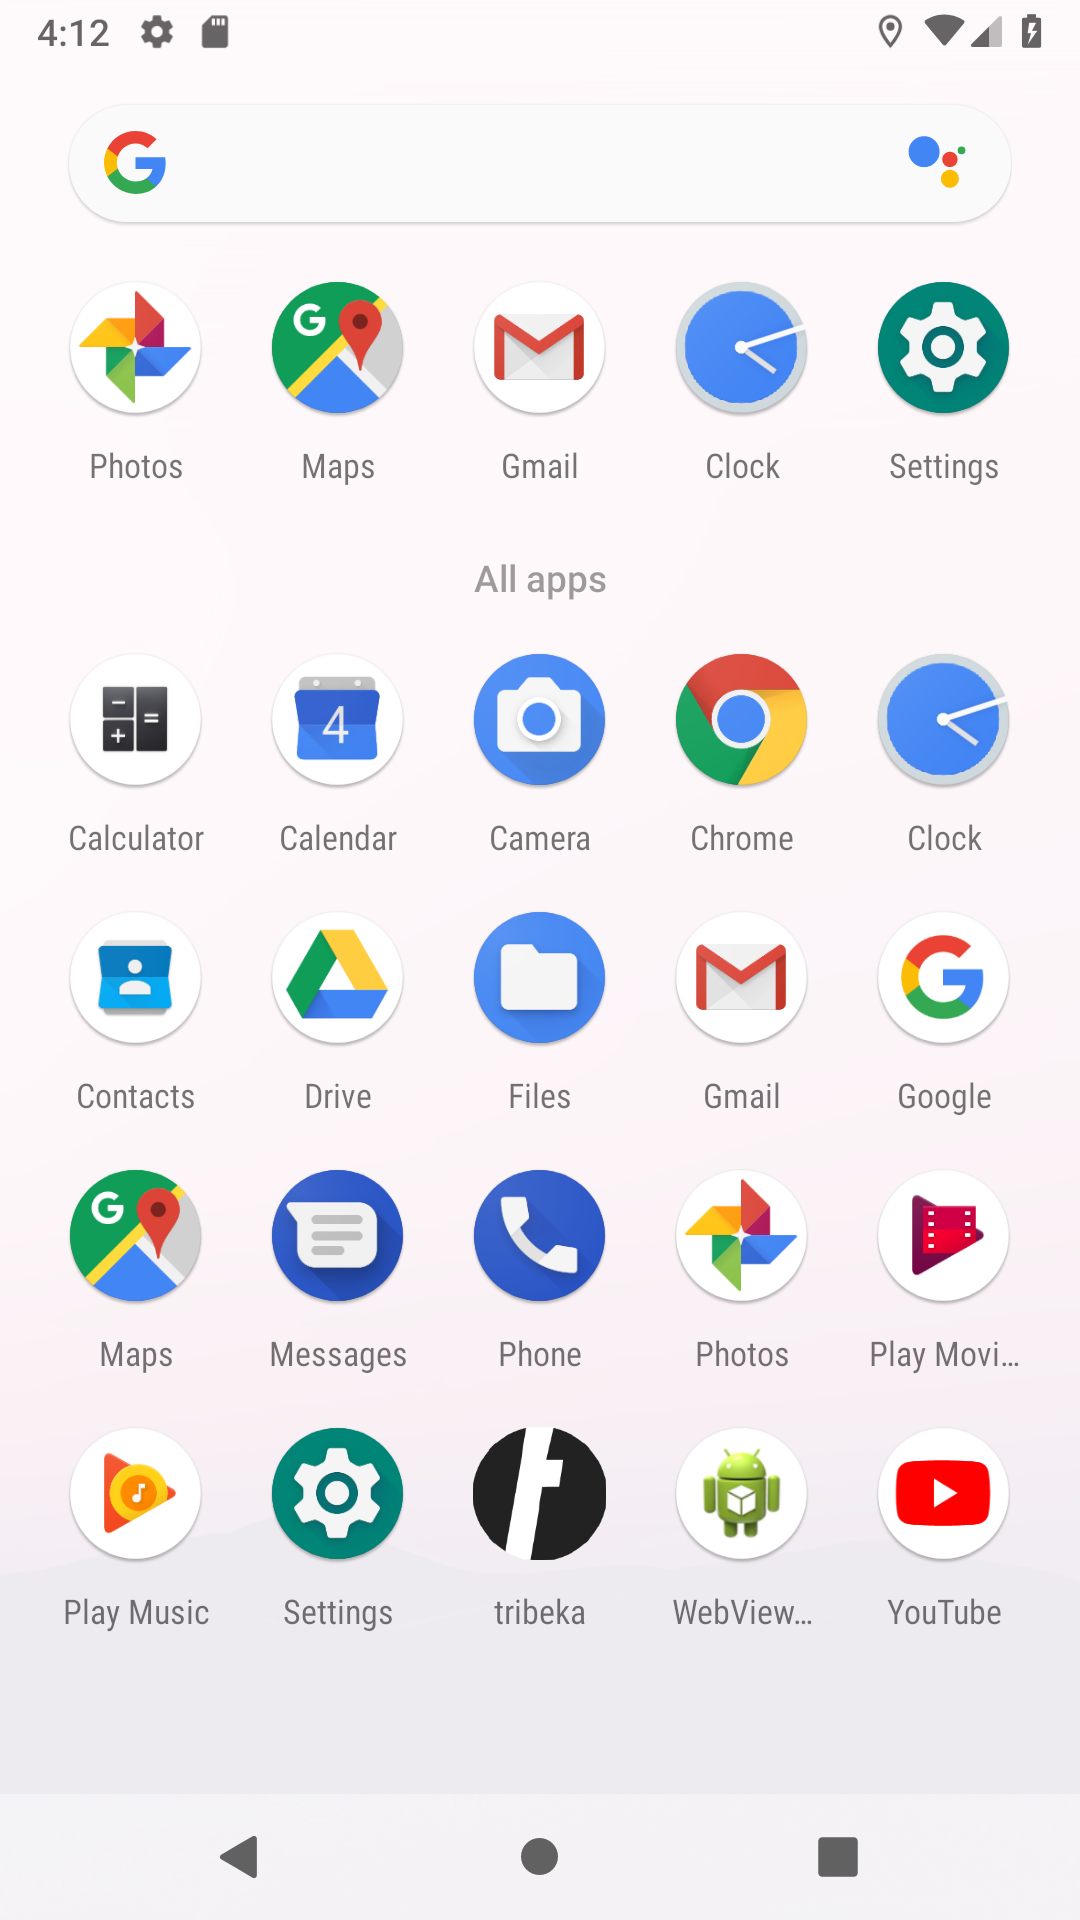 4:12
Photos Maps Gmail Clock Settings
All apps
4
Calculator Calendar Camera Chrome Clock
Contacts Drive Files Gmail Google
Maps Messages Phone Photos Play Movi…
Play Music Settings tribeka WebView… YouTube